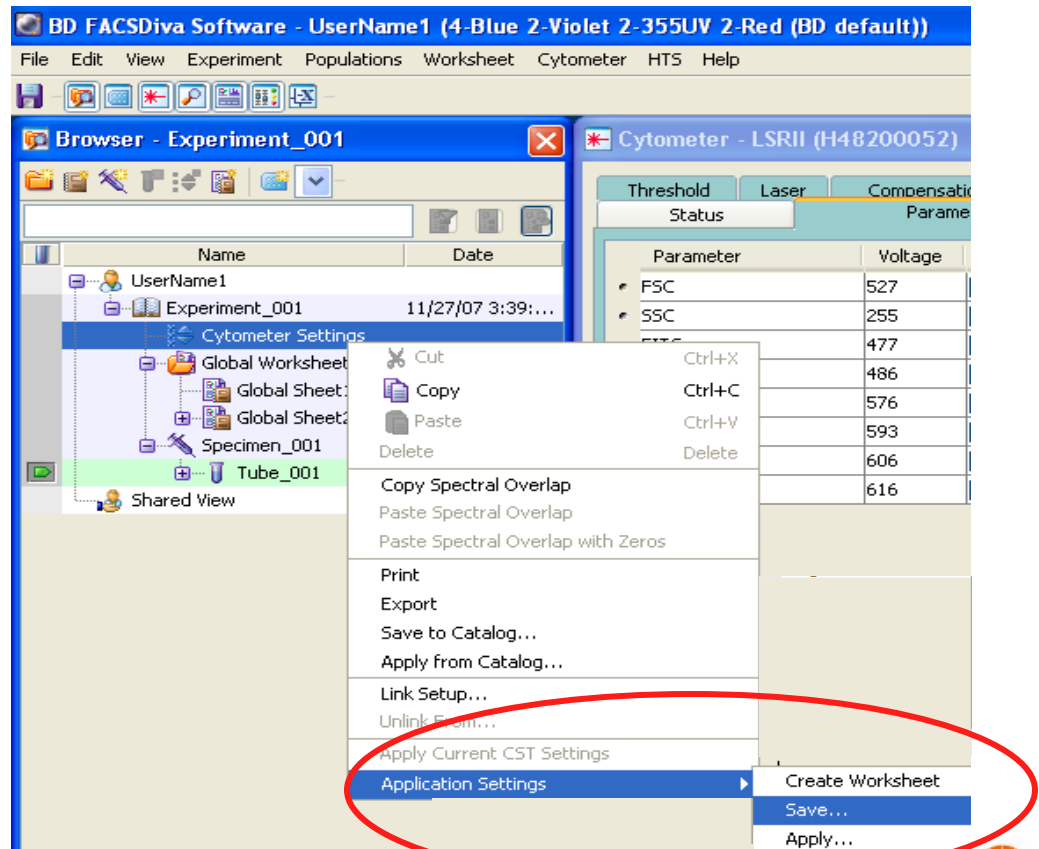 BD FACSDiva Software - UserName1 (4-Blue 2-Violet 2-355UV 2-Red (BD default))
File Edit View Experiment Populations Worksheet Cytometer HTS Help
Browser - Experiment_001
Name Date
UserName1
Experiment_001 11/27/07 3:39:...
Cytometer Settings
Global Worksheet
Global Sheet1
Global Sheet2
Specimen_001
Tube_001
Shared View
Cut Ctrl+X
Copy Ctrl+C
Paste Ctrl+V
Delete Delete
Copy Spectral Overlap
Paste Spectral Overlap
Paste Spectral Overlap with Zeros
Print
Export
Save to Catalog...
Apply from Catalog...
Link Setup...
Unlink From...
Apply Current CST Settings
Application Settings
Create Worksheet
Save...
Apply...
Cytometer - LSRII (H48200052)
Threshold Laser Compensatio
Status Parame
Parameter Voltage
FSC 527
SSC 255
FITC 477
486
576
593
606
616